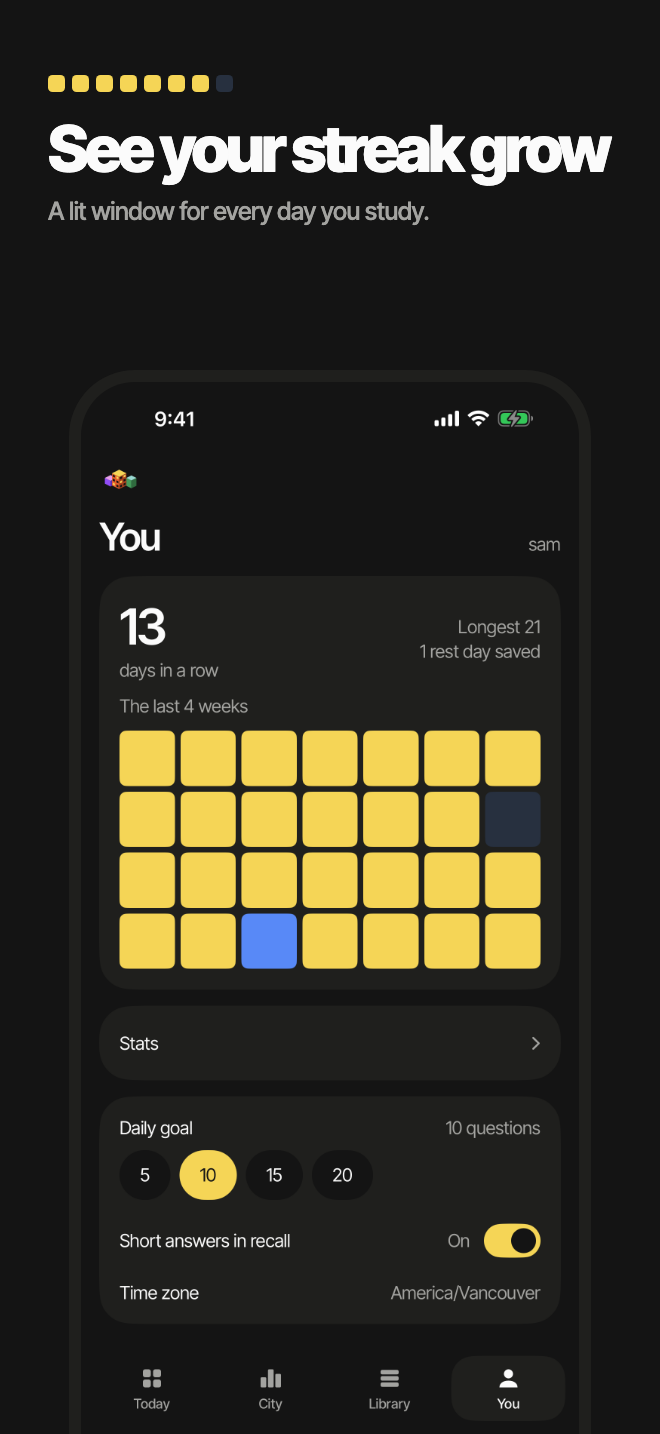 See your streak grow
A lit window for every day you study.
9:41
You
sam
13
Longest 21
1 rest day saved
days in a row
The last 4 weeks
Stats
Daily goal
10 questions
5 10 15 20
Short answers in recall
On
Time zone
America/Vancouver
Today City Library You